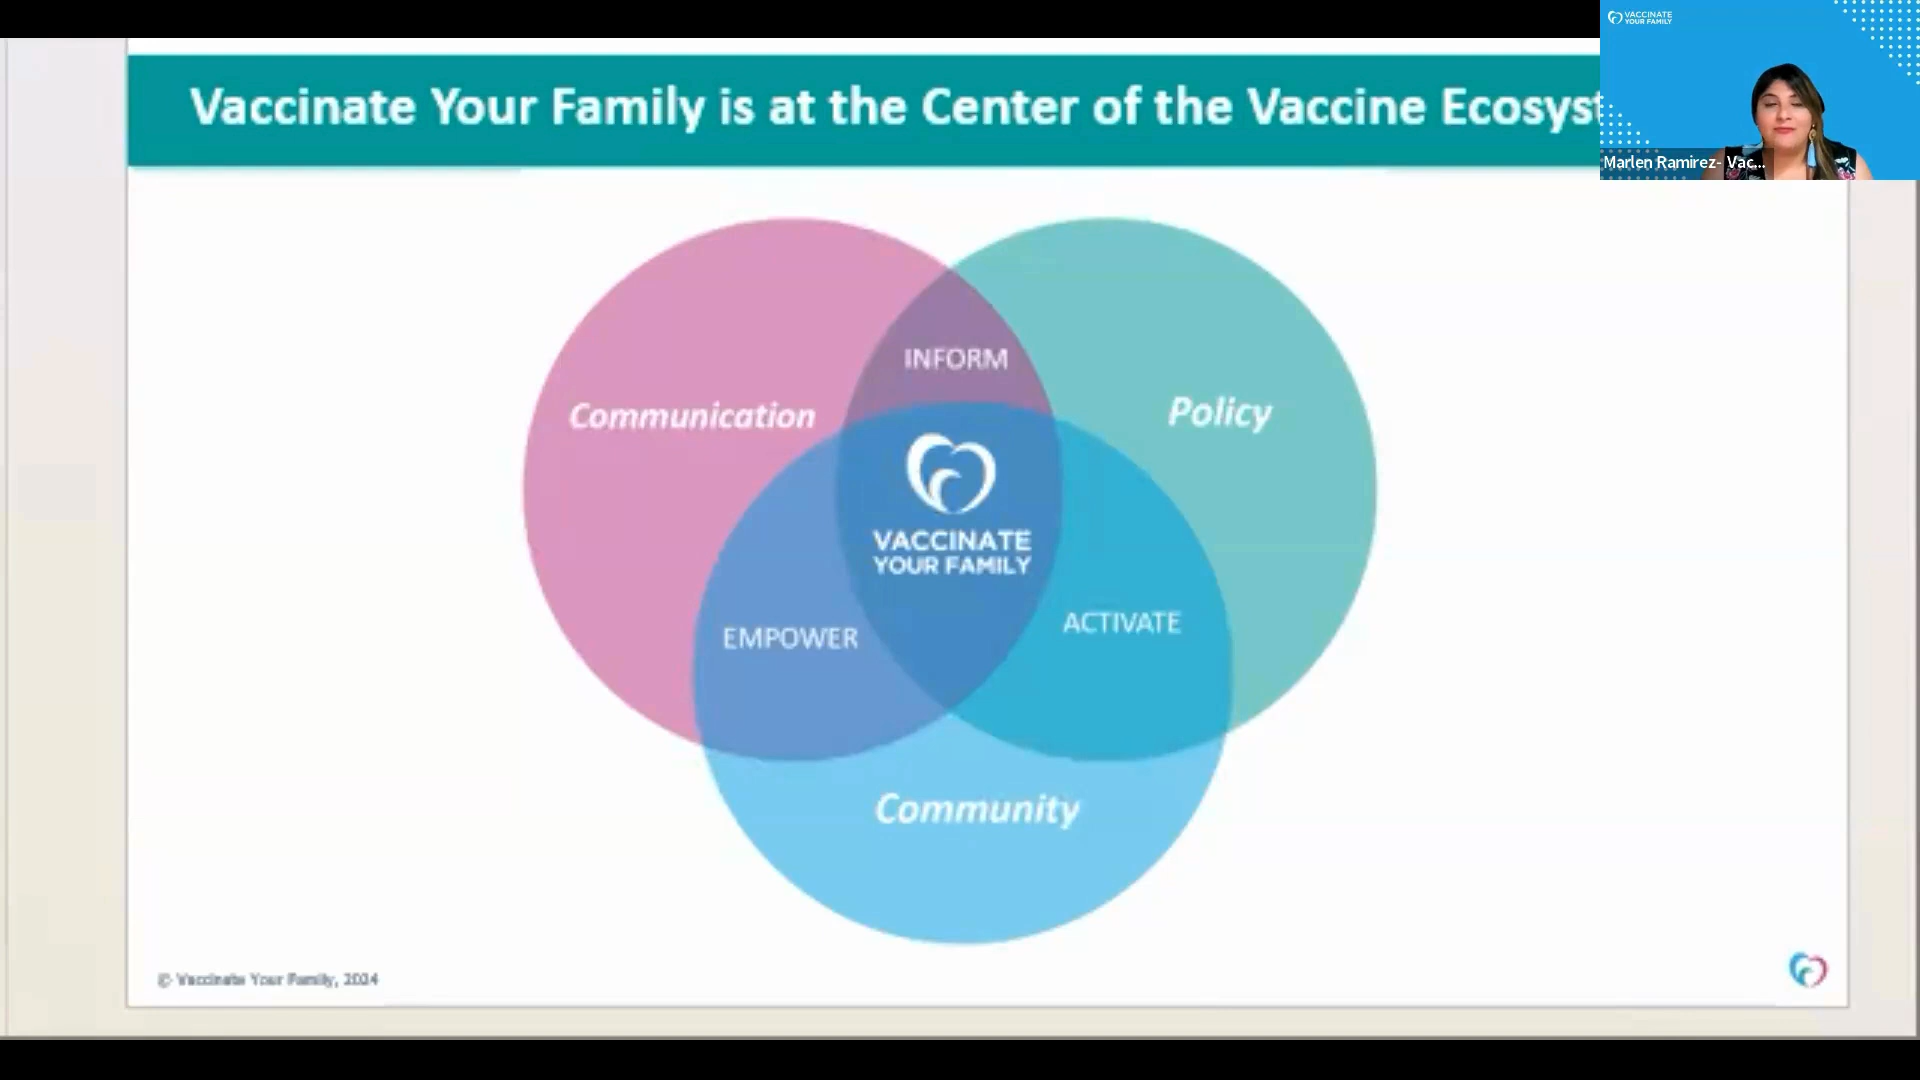 Vaccinate Your Family is at the Center of the Vaccine Ecosyst
VACCINATE
YOUR FAMILY
Marlen Ramirez- Vac...
INFORM
Communication
Policy
VACCINATE
YOUR FAMILY
EMPOWER
ACTIVATE
Community
© Vaccinate Your Family, 2024